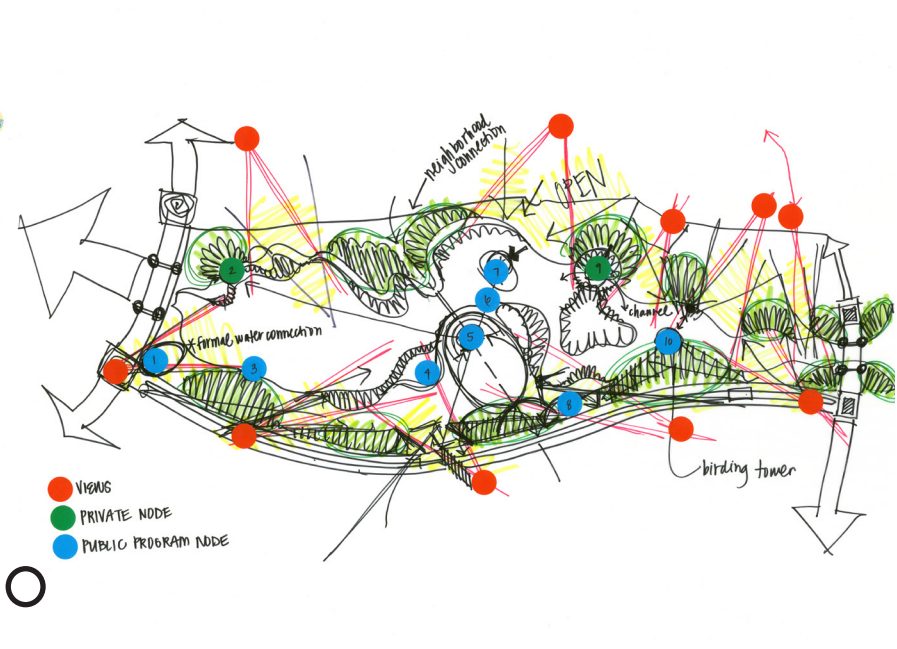 neighborhood
connection
OPEN
P
2
7
9
6
*channel
*formal water connection
5
10
1
3
4
8
birding tower
VIEWS
PRIVATE NODE
PUBLIC PROGRAM NODE